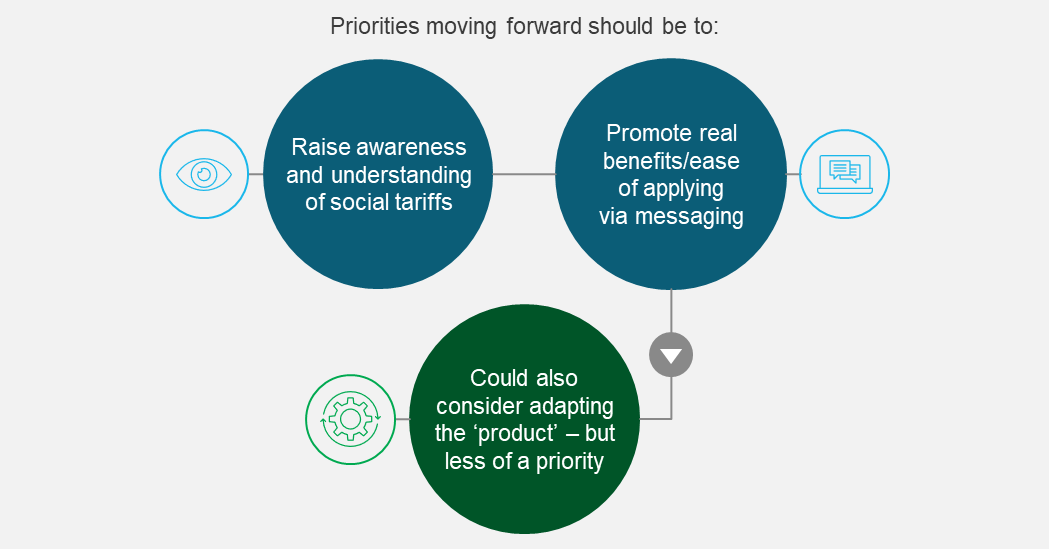 Priorities moving forward should be to:
Raise awareness
and understanding
of social tariffs
Promote real
benefits/ease
of applying
via messaging
Could also
consider adapting
the ‘product’ – but
less of a priority